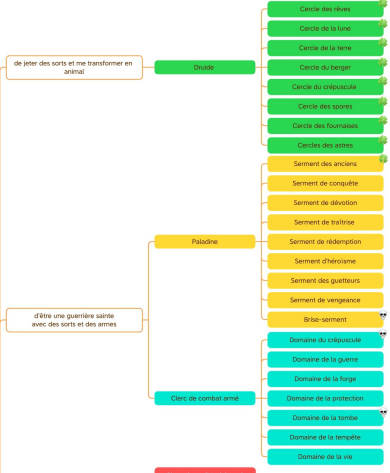 Cercle des rêves
Cercle de la lune
Cercle de la terre
de jeter des sorts et me transformer en
animal
Druide
Cercle du berger
Cercle du crépuscule
Cercle des spores
Cercle des fournaises
Cercles des astres
Serment des anciens
Serment de conquête
Serment de dévotion
Serment de traîtrise
Paladine
Serment de rédemption
Serment d'héroïsme
Serment des guetteurs
Serment de vengeance
Brise-serment
d'être une guerrière sainte
avec des sorts et des armes
Domaine du crépuscule
Domaine de la guerre
Domaine de la forge
Clerc de combat armé
Domaine de la protection
Domaine de la tombe
Domaine de la tempête
Domaine de la vie